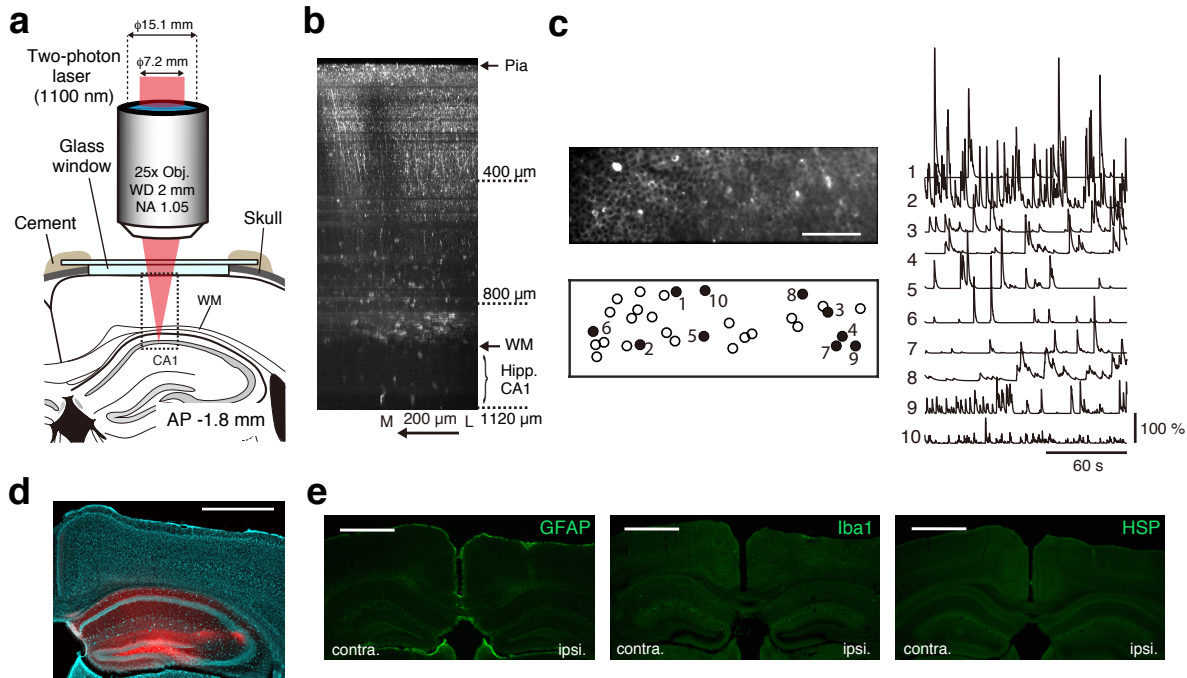 a
ϕ15.1 mm
Two-photon
laser
(1100 nm)
ϕ7.2 mm
Glass
window
25x Obj.
WD 2 mm
NA 1.05
Cement
Skull
WM
CA1
AP -1.8 mm
b
Pia
400 µm
800 µm
WM
Hipp.
CA1
M 200 µm L 1120 µm
c
1
10
8
3
6
2
5
4
7
9
1
2
3
4
5
6
7
8
9
10
100 %
60 s
d
e
GFAP
contra.
ipsi.
Iba1
contra.
ipsi.
HSP
contra.
ipsi.